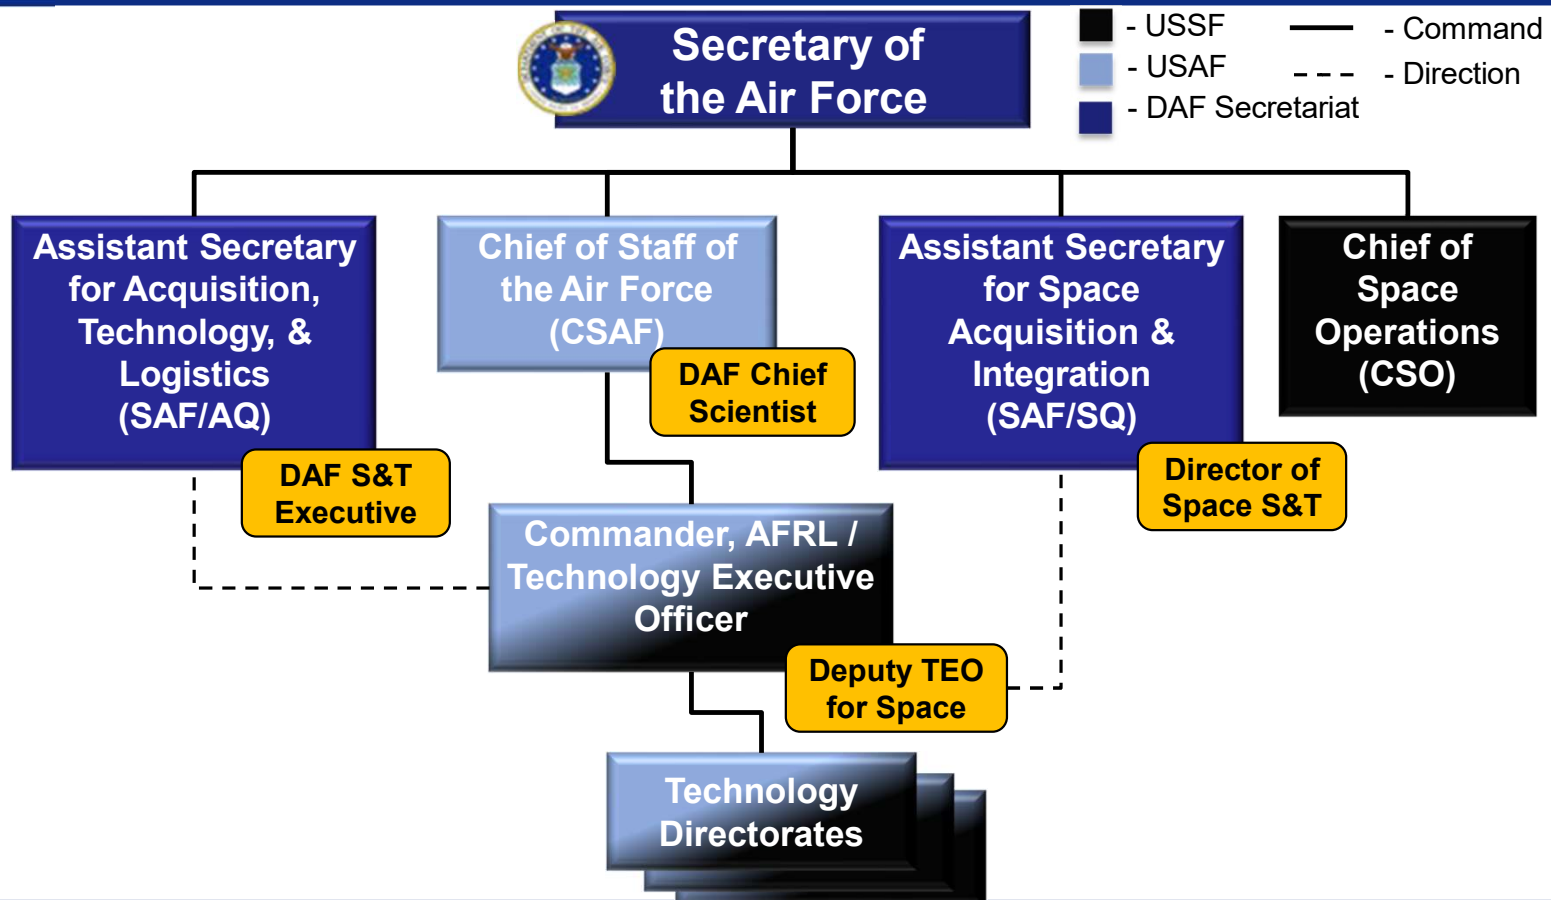 Secretary of
the Air Force
- USSF
- USAF
- DAF Secretariat
- Command
- Direction
Assistant Secretary
for Acquisition,
Technology, &
Logistics
(SAF/AQ)
DAF S&T
Executive
Chief of Staff of
the Air Force
(CSAF)
DAF Chief
Scientist
Assistant Secretary
for Space
Acquisition &
Integration
(SAF/SQ)
Director of
Space S&T
Chief of
Space
Operations
(CSO)
Commander, AFRL /
Technology Executive
Officer
Deputy TEO
for Space
Technology
Directorates